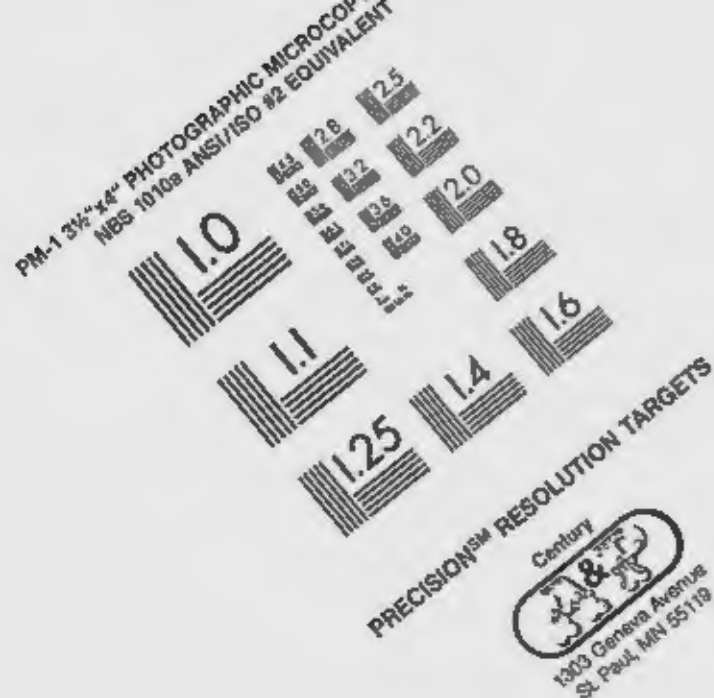 PM-1 3½"x4" PHOTOGRAPHIC MICROCOPY
NBS 1010a ANSI/ISO #2 EQUIVALENT
1.0
1.1
1.25
1.4
1.6
1.8
2.0
2.2
2.5
2.8
3.2
3.6
4.0
PRECISION℠ RESOLUTION TARGETS
Century
&
1303 Geneva Avenue
St. Paul, MN 55119